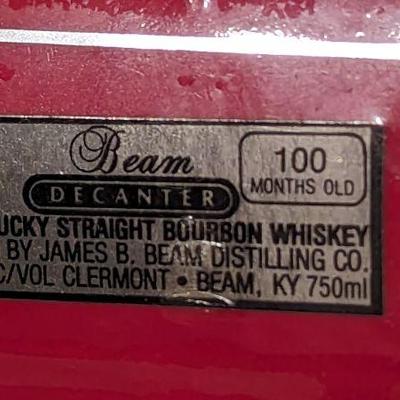 Beam
DECANTER
100
MONTHS OLD
UCKY STRAIGHT BOURBON WHISKEY
BY JAMES B. BEAM DISTILLING CO.
C/VOL CLERMONT • BEAM, KY 750ml